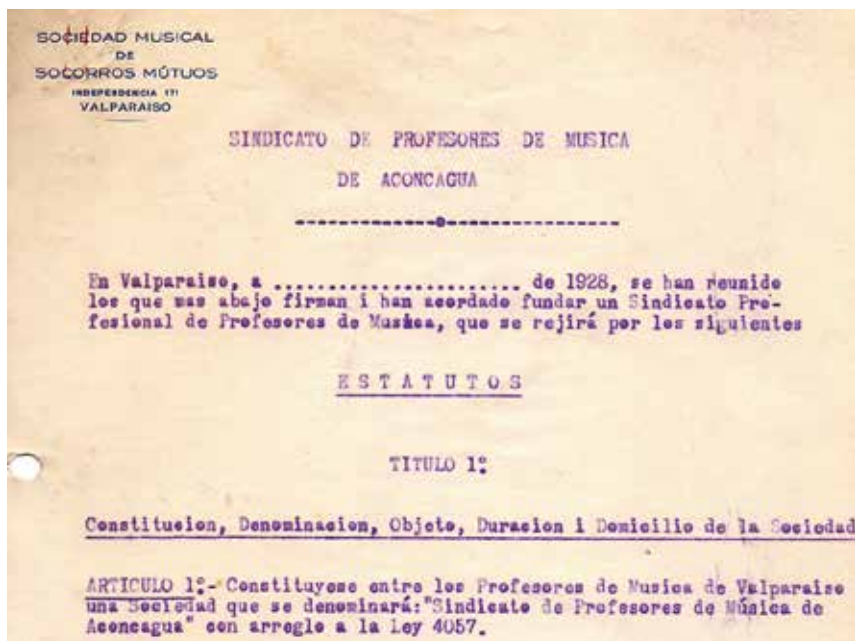 SOCIEDAD MUSICAL
DE
SOCORROS MÚTUOS
INDEPENDENCIA 171
VALPARAISO
SINDICATO DE PROFESORES DE MUSICA
DE ACONCAGUA
-----------------o-----------------
En Valparaiso, a ....................... de 1928, se han reunido
los que mas abajo firman i han acordado fundar un Sindicato Pro-
fesional de Profesores de Musica, que se rejirá por los siguientes
E S T A T U T O S
TITULO 1º
Constitucion, Denominacion, Objeto, Duracion i Domicilio de la Sociedad
ARTICULO 1º- Constituyese entre los Profesores de Musica de Valparaiso
una Sociedad que se denominará: "Sindicato de Profesores de Música de
Aconcagua" con arreglo a la Ley 4057.